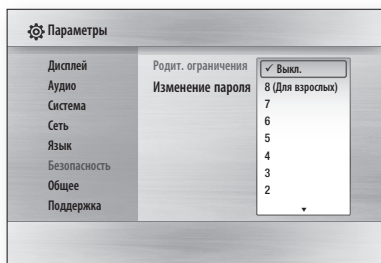 Параметры
Дисплей
Аудио
Система
Сеть
Язык
Безопасность
Общее
Поддержка
Родит. ограничения
Изменение пароля
✓ Выкл.
8 (Для взрослых)
7
6
5
4
3
2